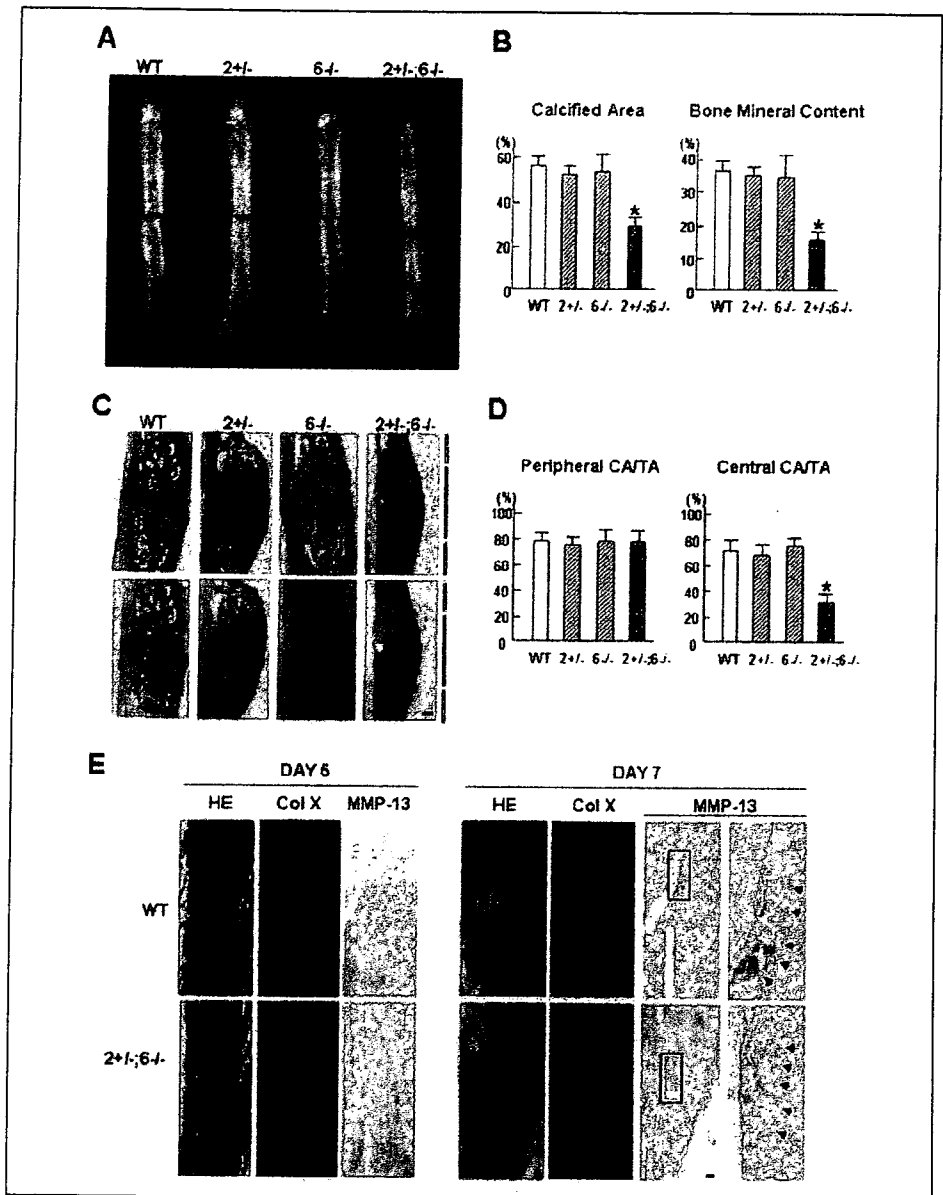 A
WT 2+/- 6-/- 2+/-;6-/-
B
Calcified Area
(%)
60
40
20
0
WT 2+/- 6-/- 2+/-;6-/-
Bone Mineral Content
(%)
40
30
20
10
0
WT 2+/- 6-/- 2+/-;6-/-
*
*
C
WT 2+/- 6-/- 2+/-;6-/-
D
Peripheral CA/TA
(%)
100
80
60
40
20
0
WT 2+/- 6-/- 2+/-;6-/-
Central CA/TA
(%)
100
80
60
40
20
0
*
WT 2+/- 6-/- 2+/-;6-/-
E
DAY 5
HE Col X MMP-13
DAY 7
HE Col X MMP-13
WT
2+/-;6-/-